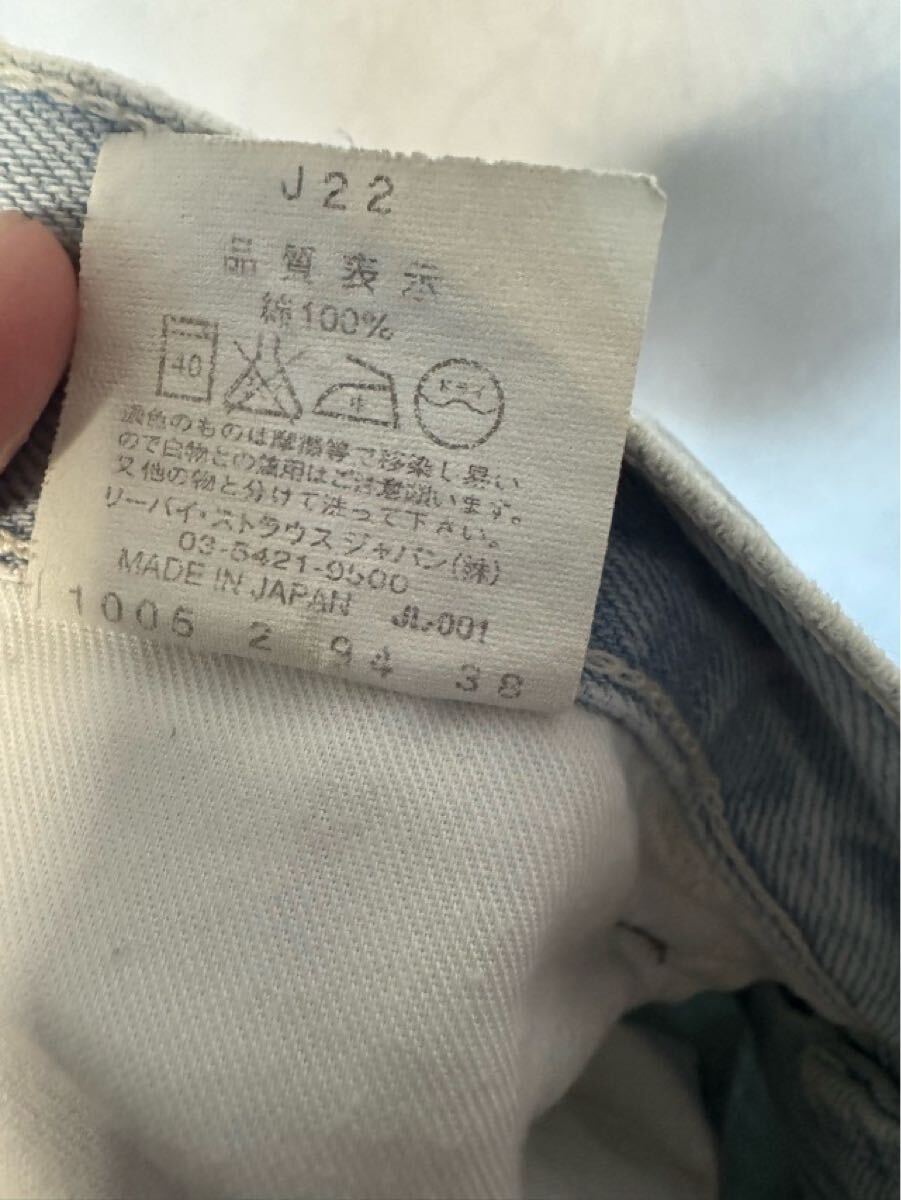 J22
品質表示
綿100%
40 中 ドライ
濃色のものは摩擦等で移染し易い
ので白物との着用はご注意願います。
又他の物と分けて洗って下さい。
リーバイ・ストラウス ジャパン(株)
03-5421-9500
MADE IN JAPAN JL-001
1006 2 94 38